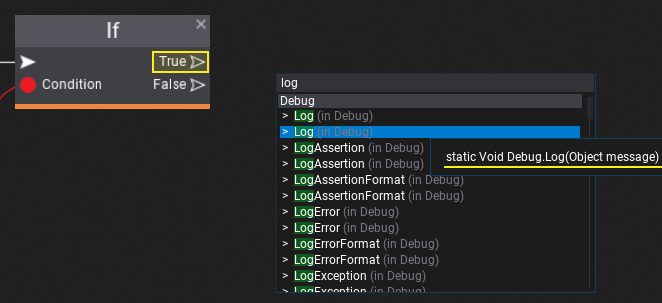 If
True
Condition False
log
Debug
> Log (in Debug)
> Log (in Debug)
> LogAssertion (in Debug)
static Void Debug.Log(Object message)
> LogAssertion (in Debug)
> LogAssertionFormat (in Debug)
> LogAssertionFormat (in Debug)
> LogError (in Debug)
> LogError (in Debug)
> LogErrorFormat (in Debug)
> LogErrorFormat (in Debug)
> LogException (in Debug)
> LogException (in Debug)